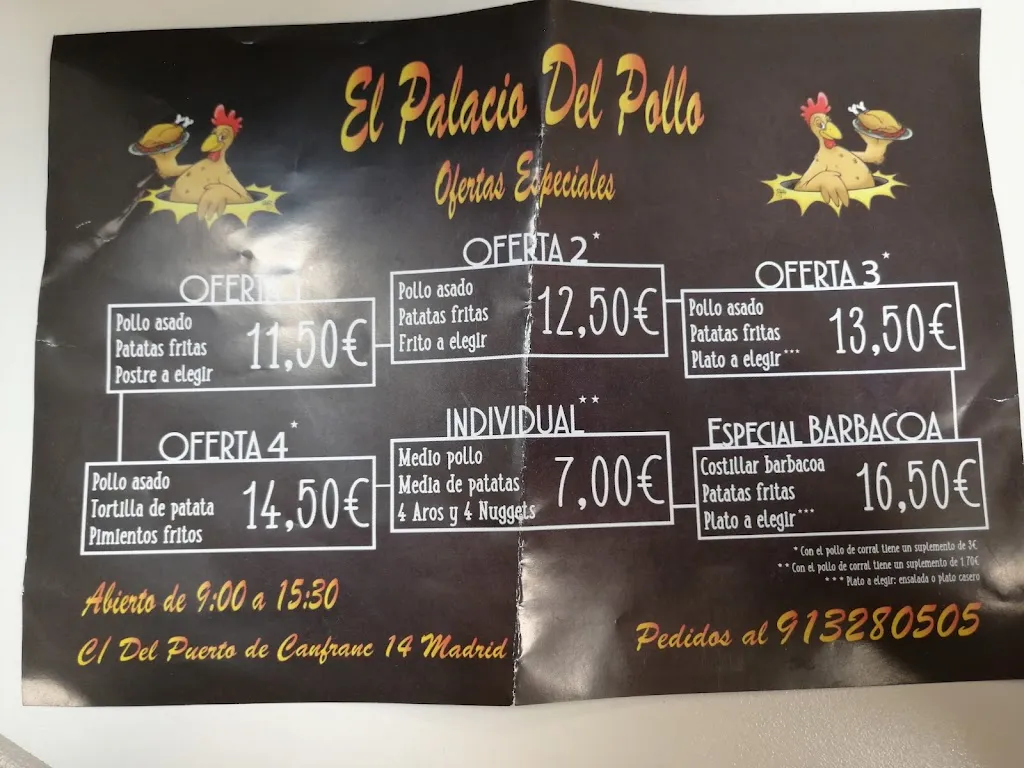 El Palacio Del Pollo
Ofertas Especiales
OFERTA 1
Pollo asado
Patatas fritas
Postre a elegir
11,50€
OFERTA 2*
Pollo asado
Patatas fritas
Frito a elegir
12,50€
OFERTA 3*
Pollo asado
Patatas fritas
Plato a elegir***
13,50€
OFERTA 4*
Pollo asado
Tortilla de patata
Pimientos fritos
14,50€
INDIVIDUAL**
Medio pollo
Media de patatas
4 Aros y 4 Nuggets
7,00€
ESPECIAL BARBACOA
Costillar barbacoa
Patatas fritas
Plato a elegir***
16,50€
* Con el pollo de corral tiene un suplemento de 3€
** Con el pollo de corral tiene un suplemento de 1.70€
*** Plato a elegir: ensalada o plato casero
Abierto de 9:00 a 15:30
C/ Del Puerto de Canfranc 14 Madrid
Pedidos al 913280505